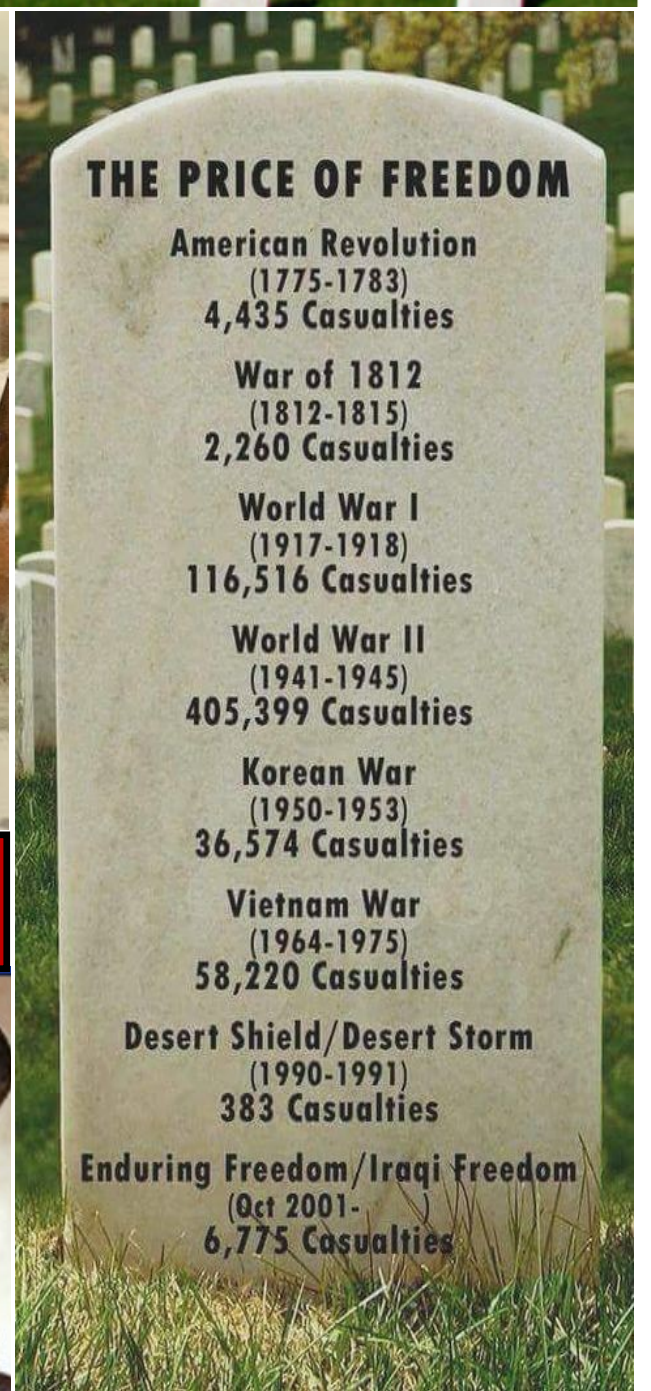 THE PRICE OF FREEDOM
American Revolution
(1775-1783)
4,435 Casualties
War of 1812
(1812-1815)
2,260 Casualties
World War I
(1917-1918)
116,516 Casualties
World War II
(1941-1945)
405,399 Casualties
Korean War
(1950-1953)
36,574 Casualties
Vietnam War
(1964-1975)
58,220 Casualties
Desert Shield/Desert Storm
(1990-1991)
383 Casualties
Enduring Freedom/Iraqi Freedom
(Oct 2001- )
6,775 Casualties